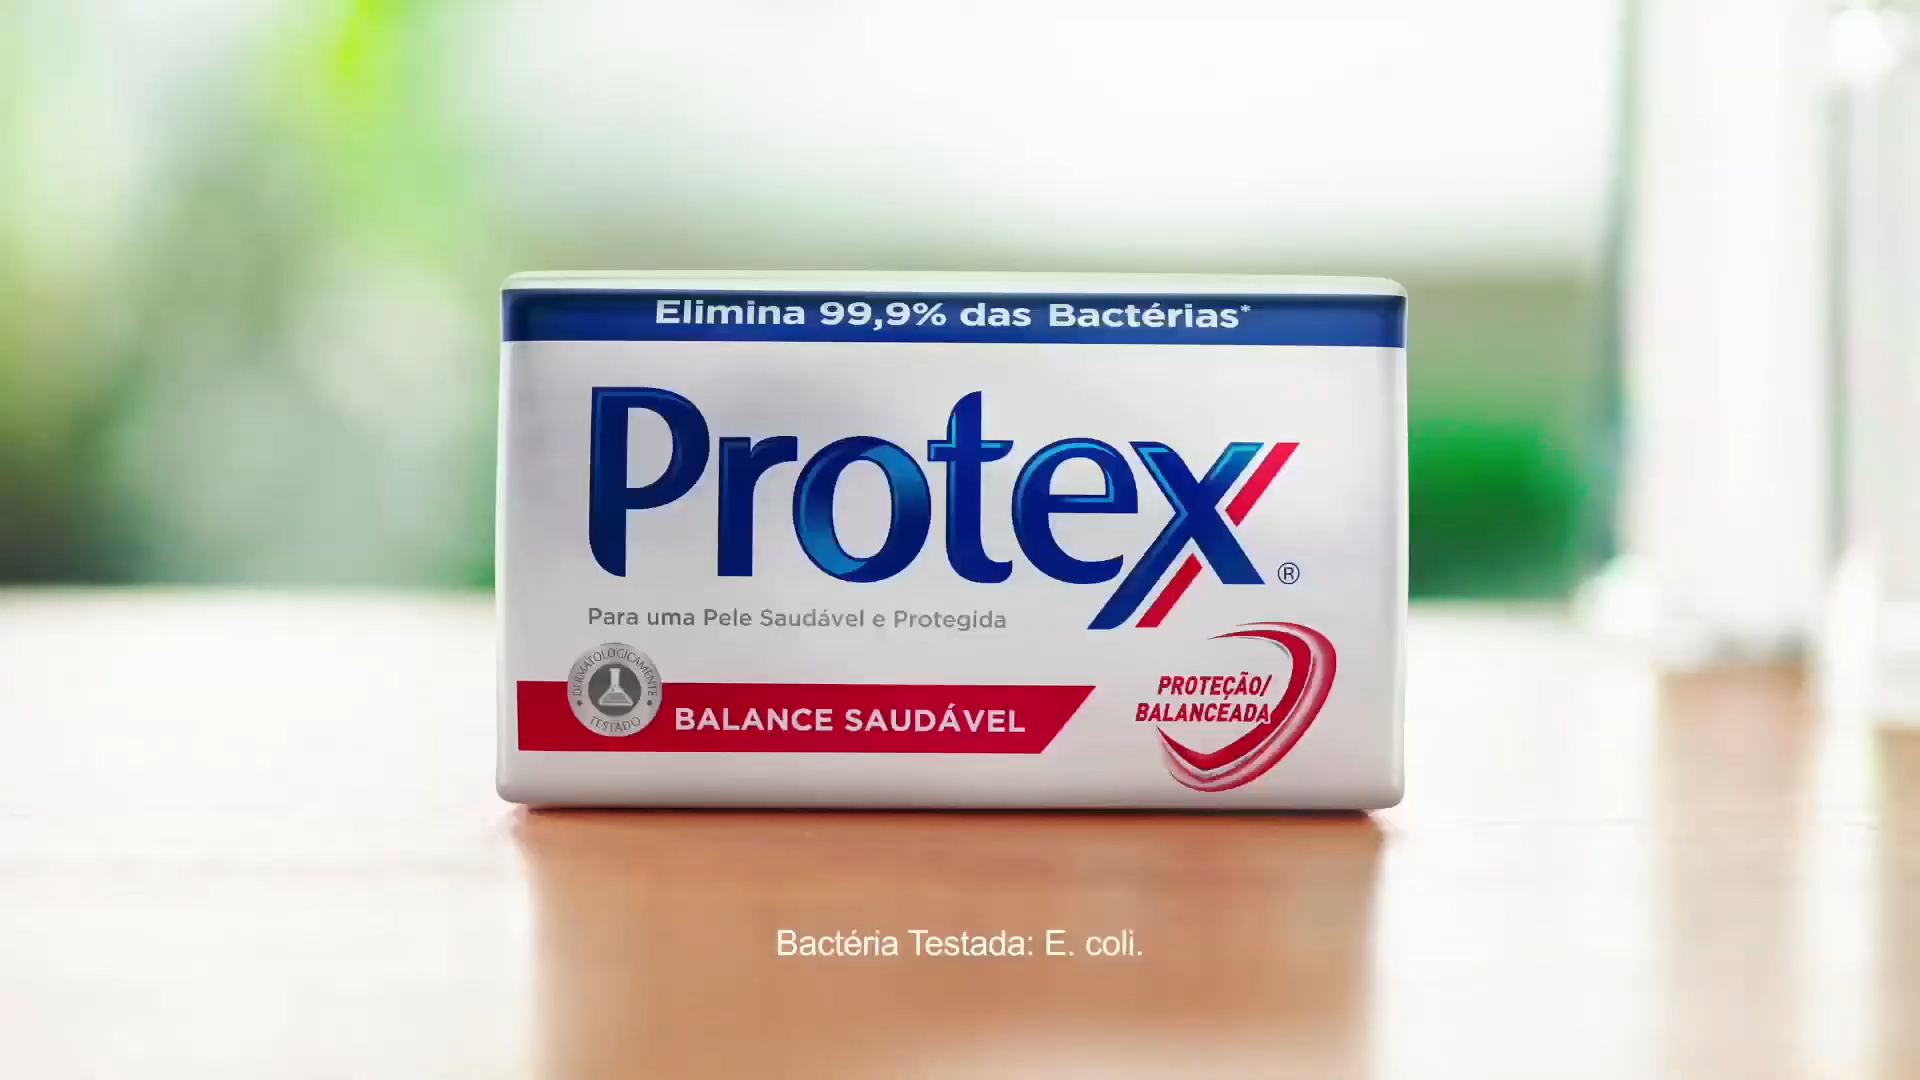 Elimina 99,9% das Bactérias*
Protex®
Para uma Pele Saudável e Protegida
DERMATOLOGICAMENTE TESTADO
BALANCE SAUDÁVEL
PROTEÇÃO/
BALANCEADA
Bactéria Testada: E. coli.